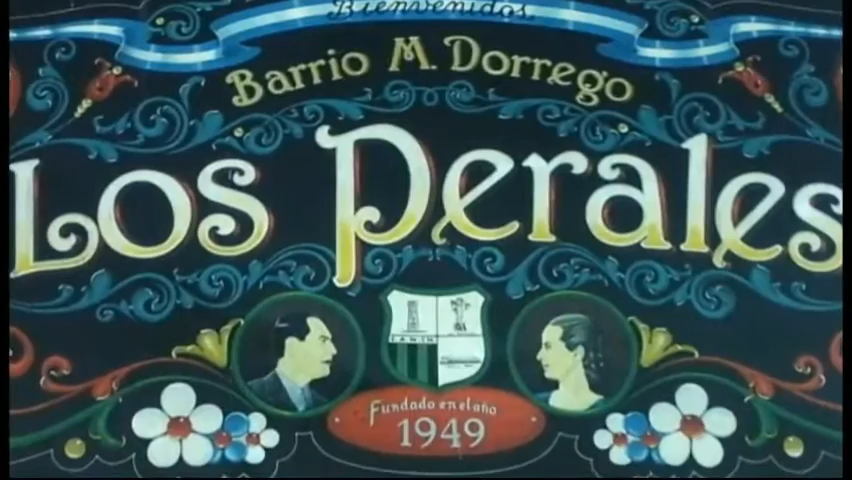 Bienvenidos
Barrio M. Dorrego
Los Perales
Fundado en el año
1949